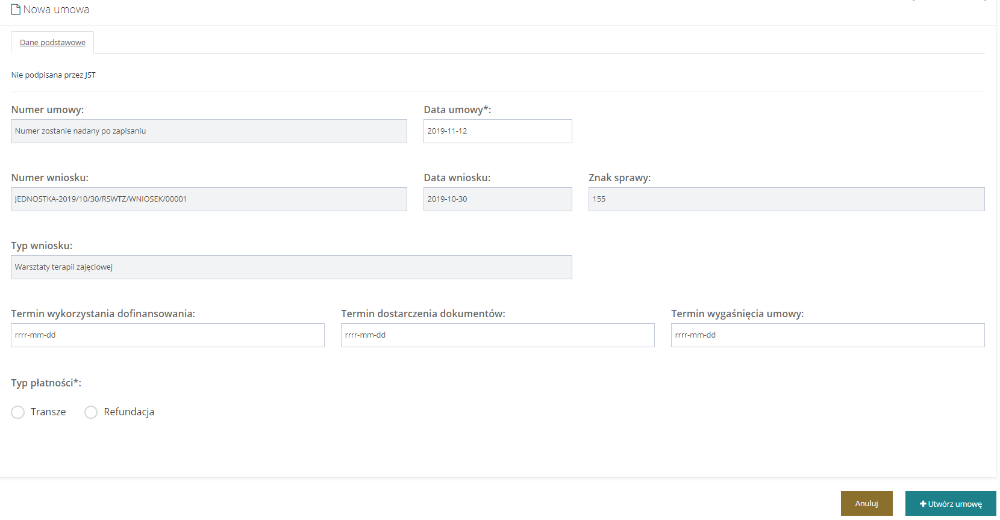 Nowa umowa
Dane podstawowe
Nie podpisana przez JST
Numer umowy: Data umowy*:
Numer zostanie nadany po zapisaniu 2019-11-12
Numer wniosku: Data wniosku: Znak sprawy:
JEDNOSTKA-2019/10/30/RSWTZ/WNIOSEK/00001 2019-10-30 155
Typ wniosku:
Warsztaty terapii zajęciowej
Termin wykorzystania dofinansowania: Termin dostarczenia dokumentów: Termin wygaśnięcia umowy:
rrrr-mm-dd rrrr-mm-dd rrrr-mm-dd
Typ płatności*:
Transze Refundacja
Anuluj Utwórz umowę